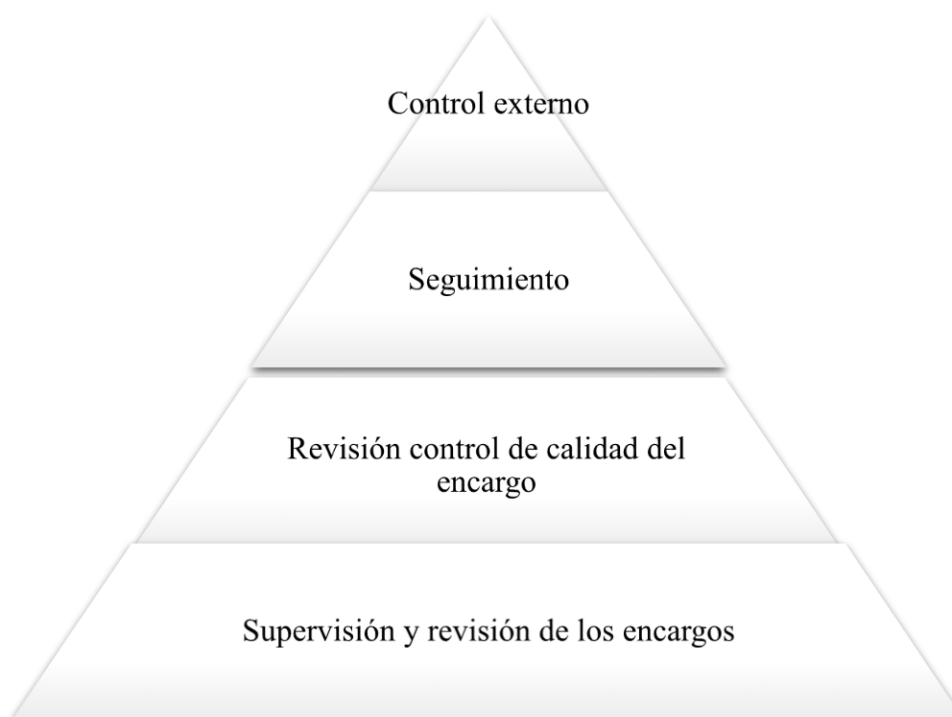 Control externo
Seguimiento
Revisión control de calidad del
encargo
Supervisión y revisión de los encargos